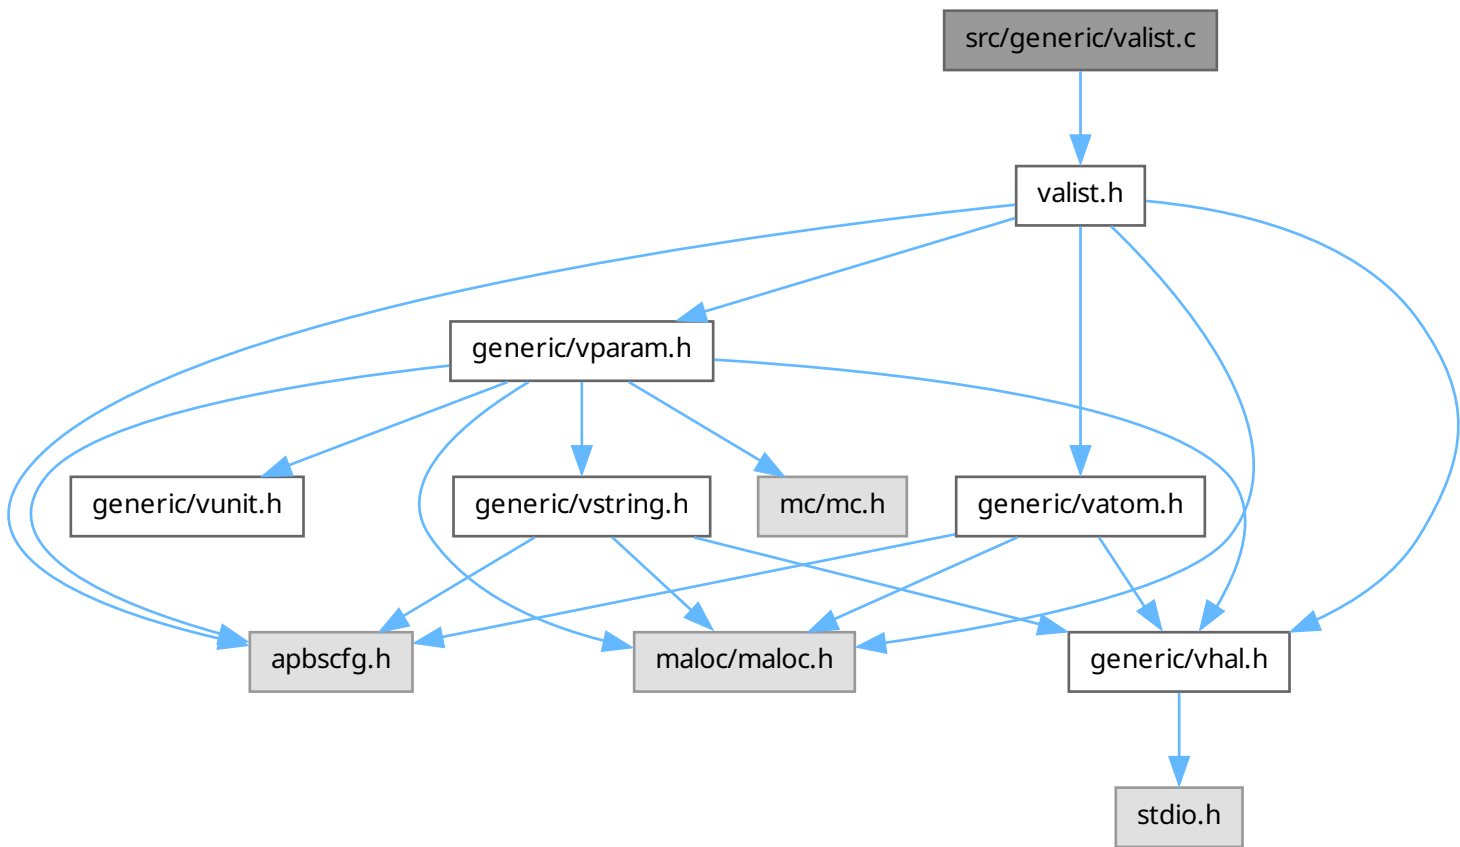 src/generic/valist.c
valist.h
generic/vparam.h
generic/vunit.h
generic/vstring.h
mc/mc.h
generic/vatom.h
apbscfg.h
maloc/maloc.h
generic/vhal.h
stdio.h